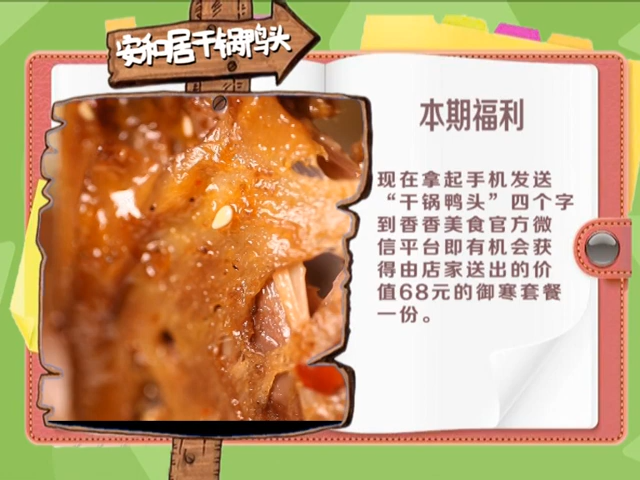 安和居干锅鸭头
本期福利
现在拿起手机发送
“干锅鸭头”四个字
到香香美食官方微
信平台即有机会获
得由店家送出的价
值68元的御寒套餐
一份。